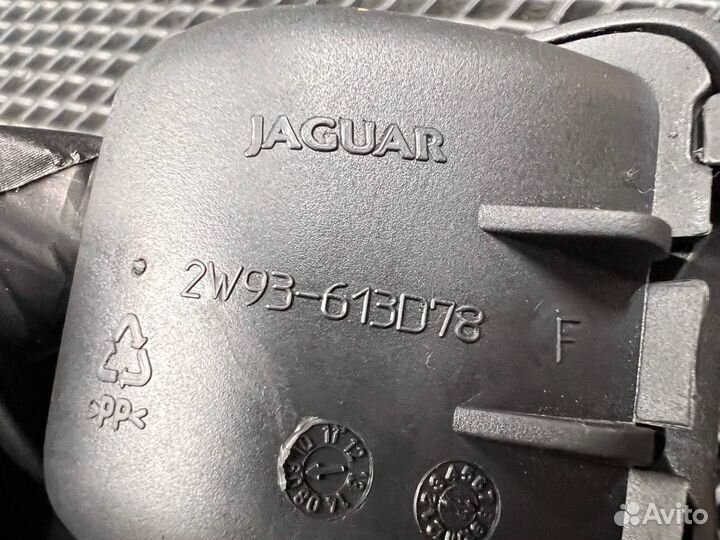 JAGUAR
2W93-613D78
F
>PP<
Avito